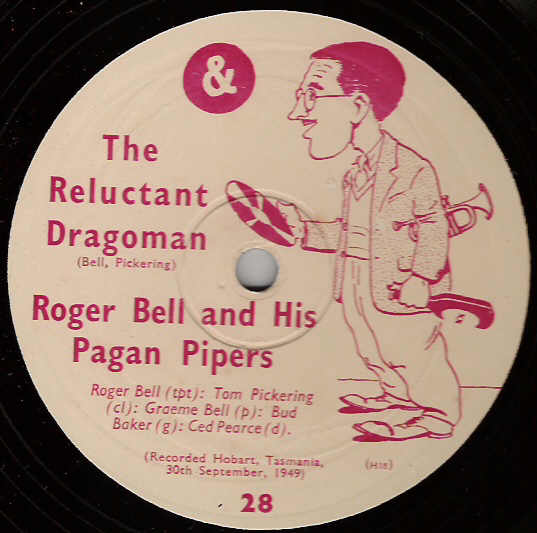 &
The
Reluctant
Dragoman
(Bell, Pickering)
Roger Bell and His
Pagan Pipers
Roger Bell (tpt): Tom Pickering
(cl): Graeme Bell (p): Bud
Baker (g): Ced Pearce (d).
(Recorded Hobart, Tasmania,
30th September, 1949)
(H18)
28